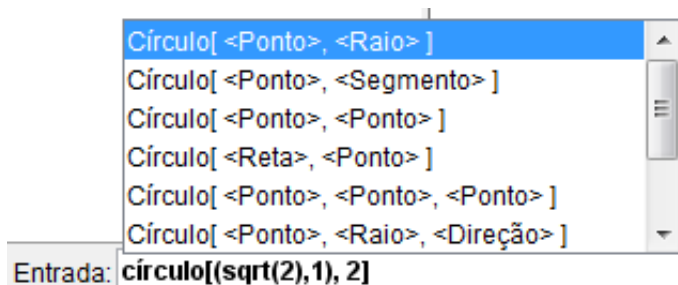 Círculo[ <Ponto>, <Raio> ]
Círculo[ <Ponto>, <Segmento> ]
Círculo[ <Ponto>, <Ponto> ]
Círculo[ <Reta>, <Ponto> ]
Círculo[ <Ponto>, <Ponto>, <Ponto> ]
Círculo[ <Ponto>, <Raio>, <Direção> ]
Entrada: círculo[(sqrt(2),1), 2]